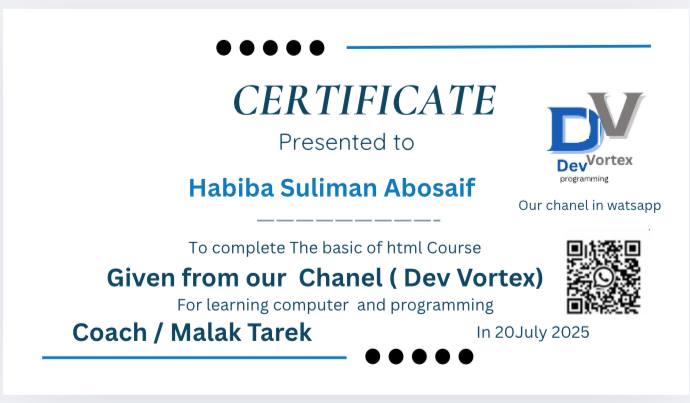 CERTIFICATE
Presented to
Habiba Suliman Abosaif
——————————-
To complete The basic of html Course
Given from our Chanel ( Dev Vortex)
For learning computer and programming
Coach / Malak Tarek
In 20July 2025
DV
Dev Vortex
programming
Our chanel in watsapp